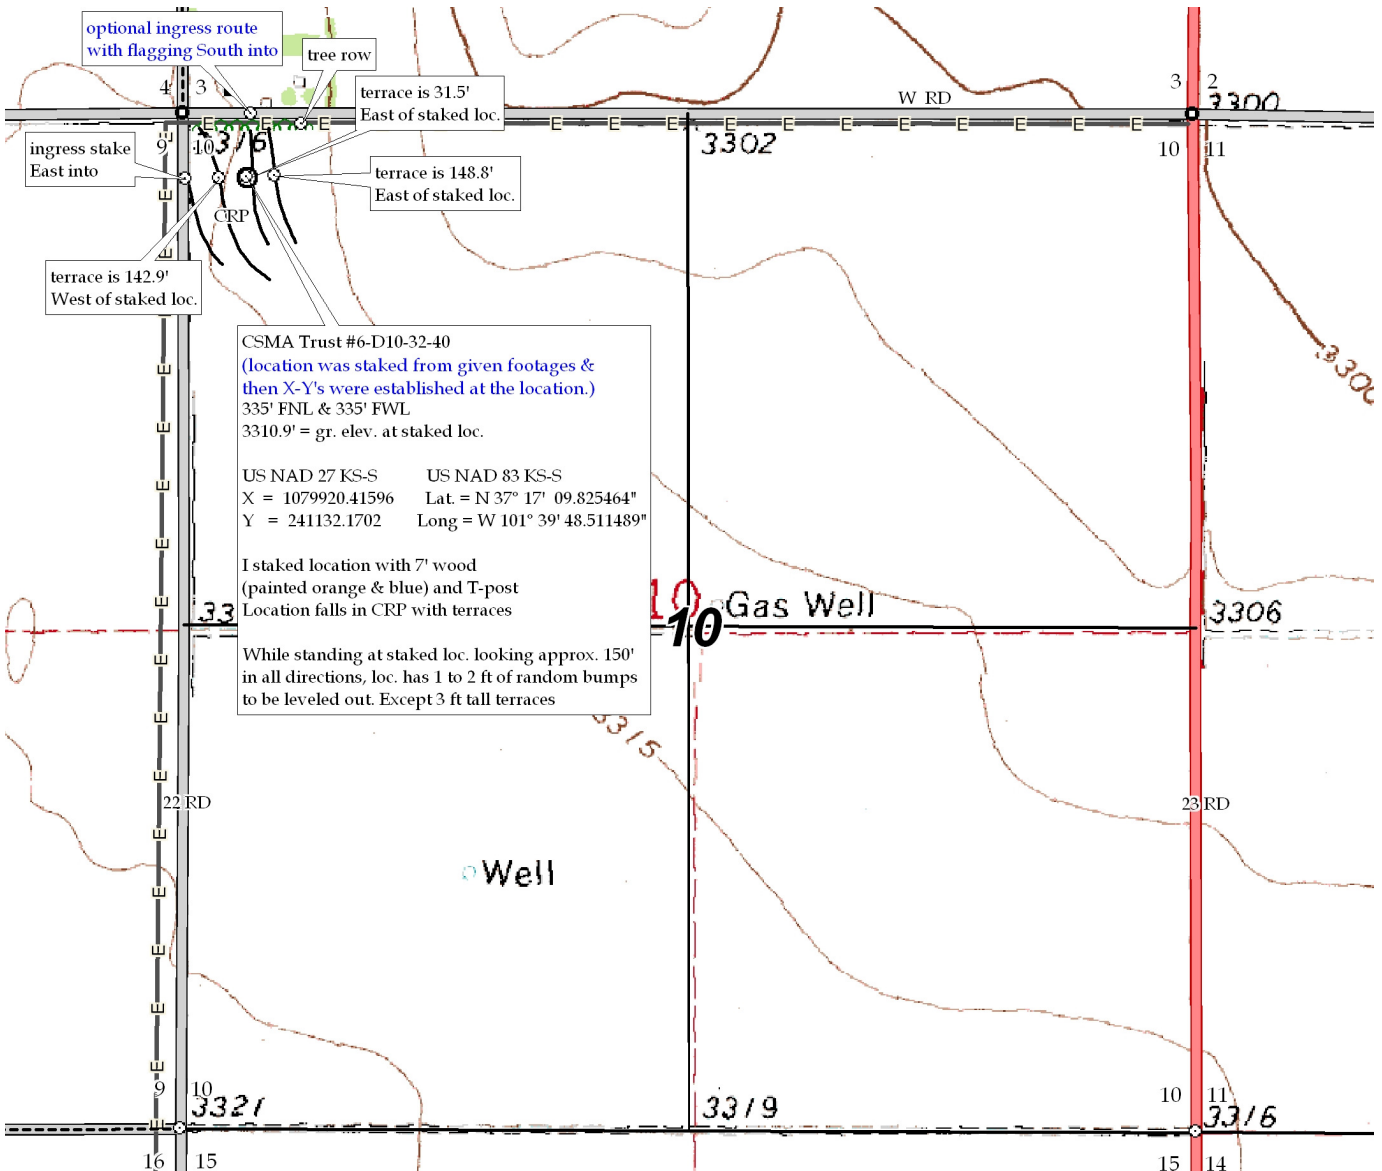 optional ingress route
with flagging South into
tree row
terrace is 31.5'
East of staked loc.
4 3
3 2
W RD
3300
E E E E E E E E E E E E E E
3316
3302
9 10
10 11
ingress stake
East into
terrace is 148.8'
East of staked loc.
CRP
terrace is 142.9'
West of staked loc.
3300
CSMA Trust #6-D10-32-40
(location was staked from given footages &
then X-Y's were established at the location.)
335' FNL & 335' FWL
3310.9' = gr. elev. at staked loc.
US NAD 27 KS-S US NAD 83 KS-S
X = 1079920.41596 Lat. = N 37° 17' 09.825464"
Y = 241132.1702 Long = W 101° 39' 48.511489"
I staked location with 7' wood
(painted orange & blue) and T-post
Location falls in CRP with terraces
While standing at staked loc. looking approx. 150'
in all directions, loc. has 1 to 2 ft of random bumps
to be leveled out. Except 3 ft tall terraces
33
10
10
Gas Well
3306
3315
22 RD
23 RD
Well
9 10
3321
3319
10 11
3316
16 15
15 14